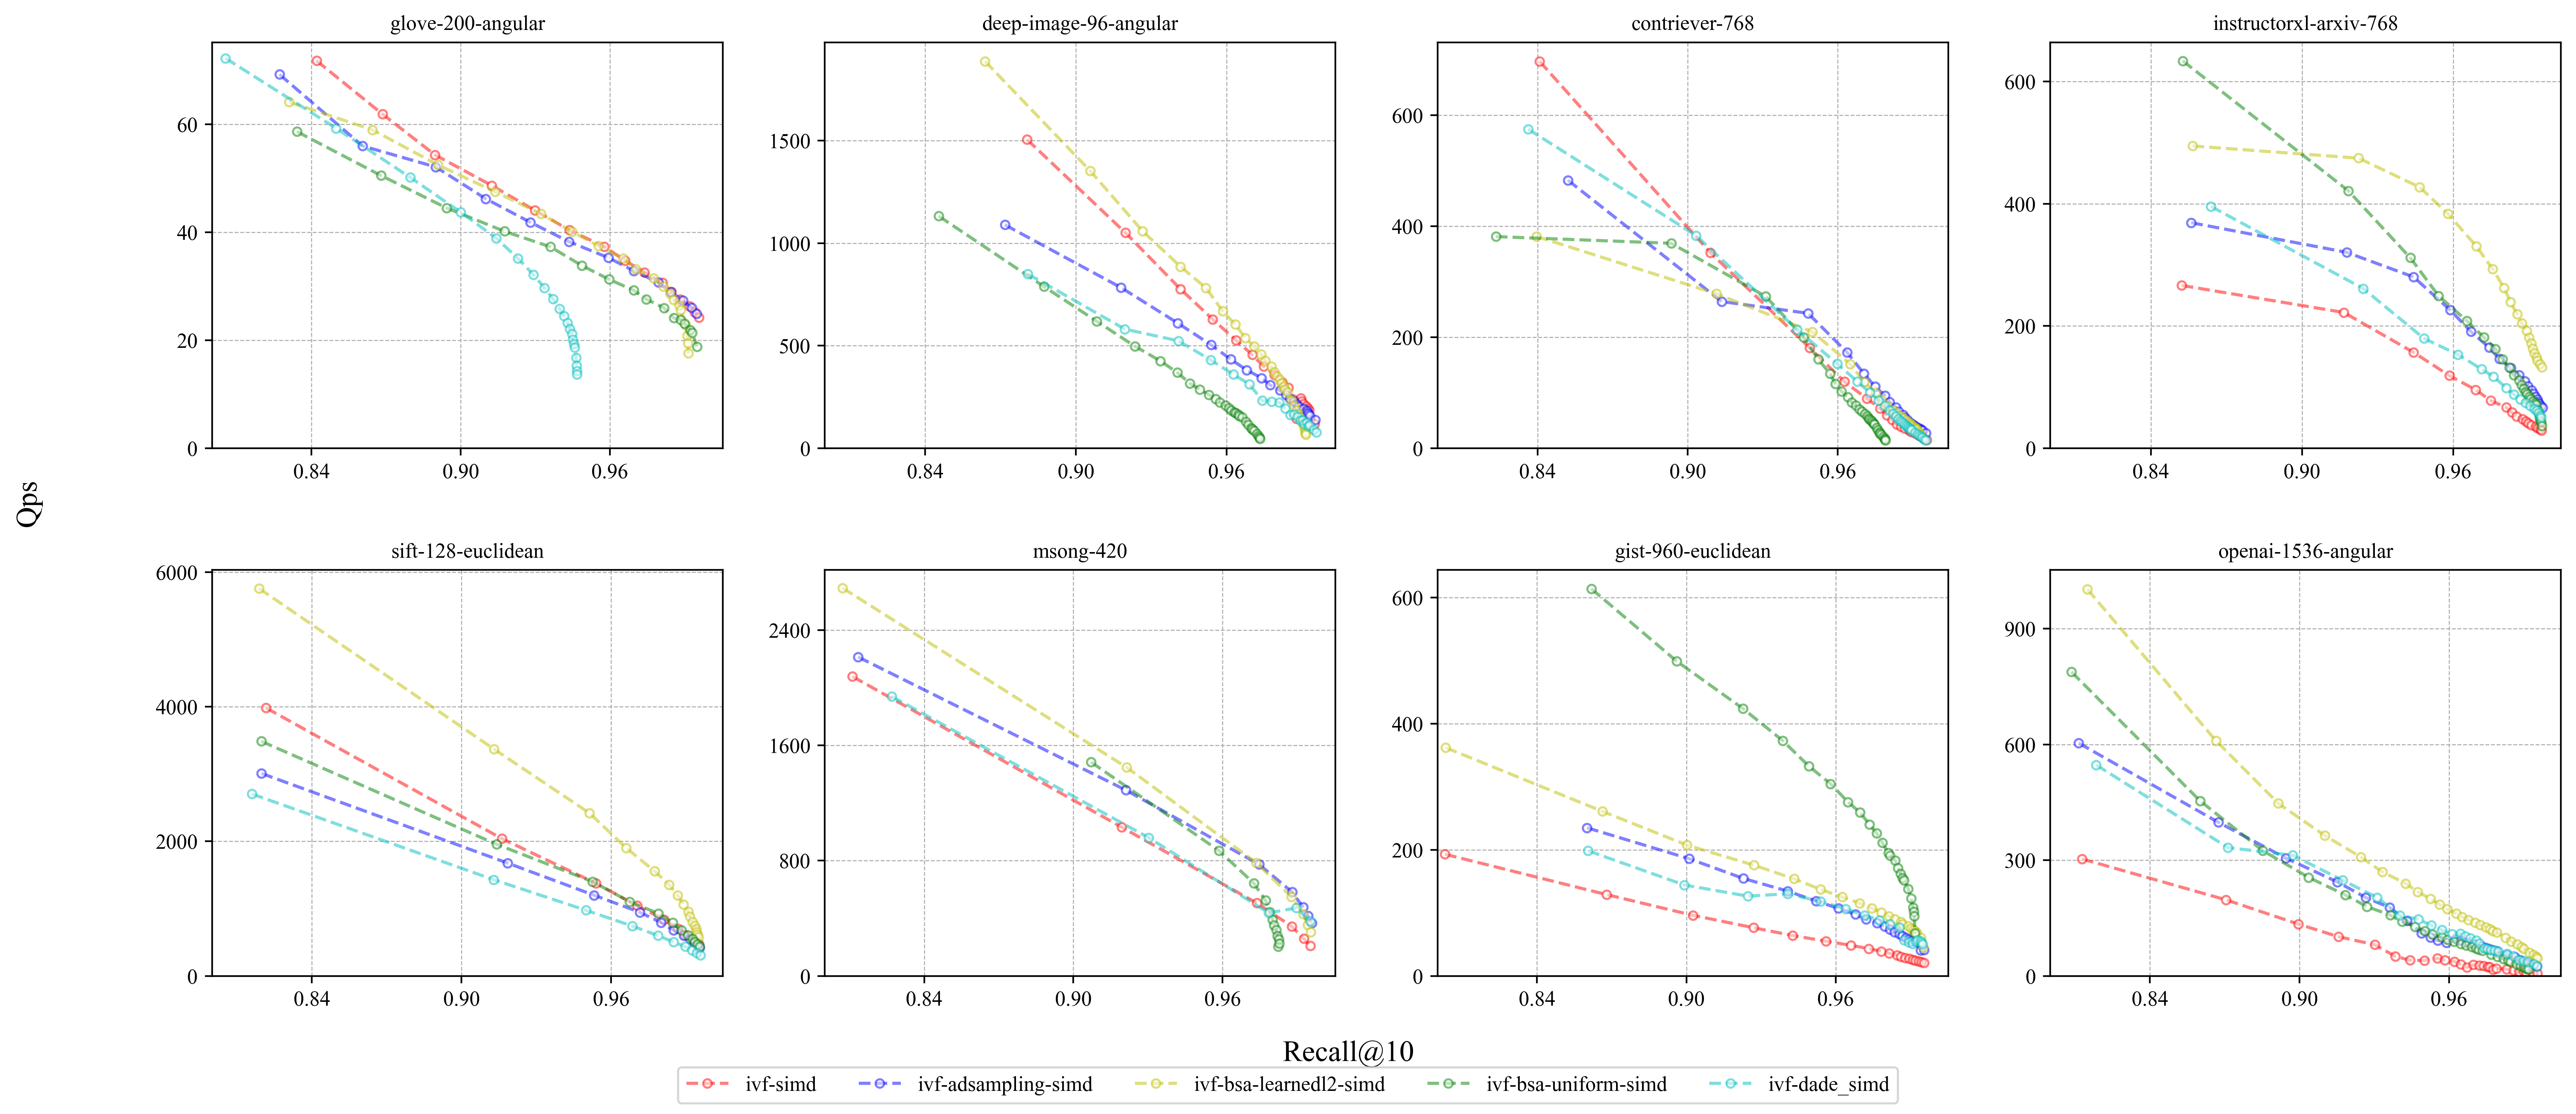 glove-200-angular
deep-image-96-angular
contriever-768
instructorxl-arxiv-768
60
40
20
0
0.84 0.90 0.96
1500
1000
500
0
0.84 0.90 0.96
600
400
200
0
0.84 0.90 0.96
600
400
200
0
0.84 0.90 0.96
Qps
sift-128-euclidean
msong-420
gist-960-euclidean
openai-1536-angular
6000
4000
2000
0
0.84 0.90 0.96
2400
1600
800
0
0.84 0.90 0.96
600
400
200
0
0.84 0.90 0.96
900
600
300
0
0.84 0.90 0.96
Recall@10
ivf-simd ivf-adsampling-simd ivf-bsa-learnedl2-simd ivf-bsa-uniform-simd ivf-dade_simd